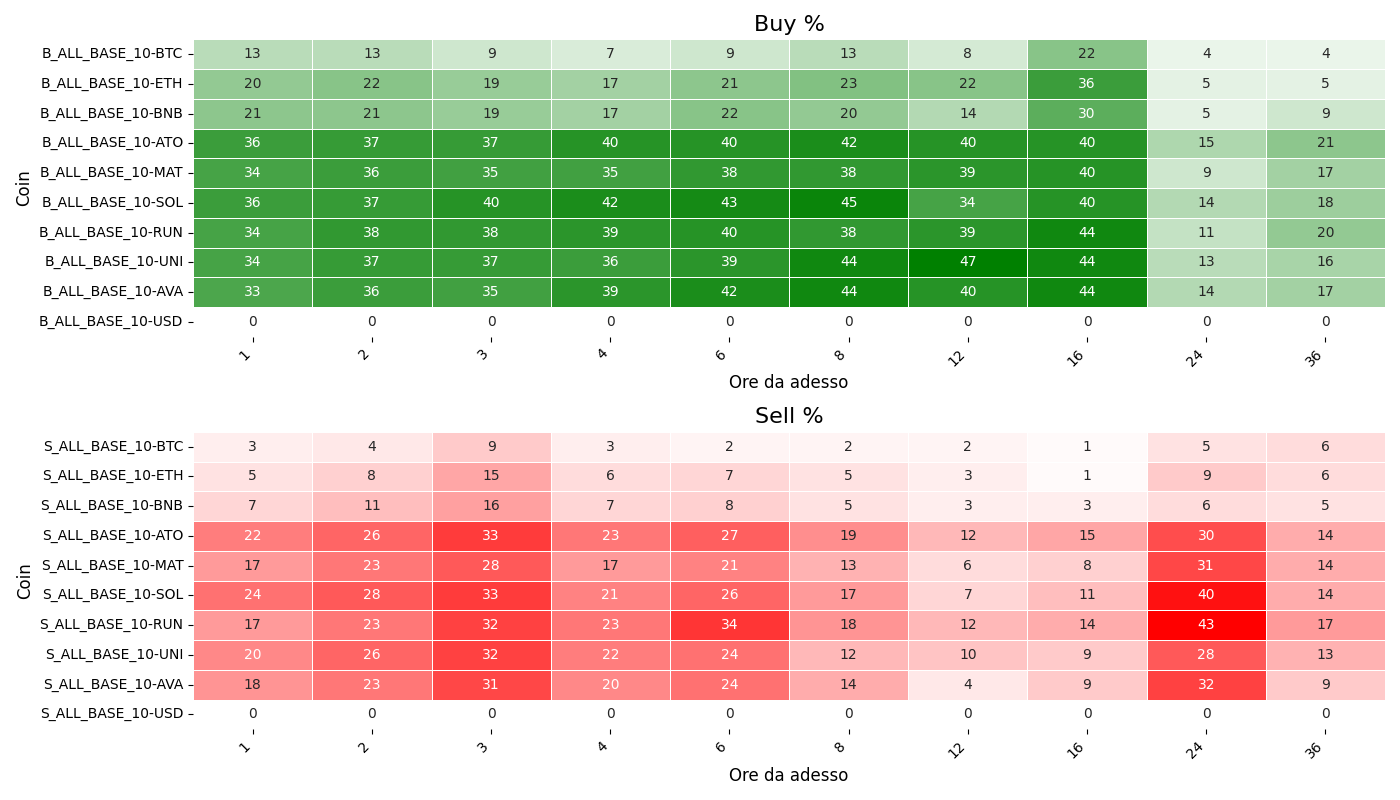 Buy %
Coin
B_ALL_BASE_10-BTC 13 13 9 7 9 13 8 22 4 4
B_ALL_BASE_10-ETH 20 22 19 17 21 23 22 36 5 5
B_ALL_BASE_10-BNB 21 21 19 17 22 20 14 30 5 9
B_ALL_BASE_10-ATO 36 37 37 40 40 42 40 40 15 21
B_ALL_BASE_10-MAT 34 36 35 35 38 38 39 40 9 17
B_ALL_BASE_10-SOL 36 37 40 42 43 45 34 40 14 18
B_ALL_BASE_10-RUN 34 38 38 39 40 38 39 44 11 20
B_ALL_BASE_10-UNI 34 37 37 36 39 44 47 44 13 16
B_ALL_BASE_10-AVA 33 36 35 39 42 44 40 44 14 17
B_ALL_BASE_10-USD 0 0 0 0 0 0 0 0 0 0
1 2 3 4 6 8 12 16 24 36
Ore da adesso
Sell %
Coin
S_ALL_BASE_10-BTC 3 4 9 3 2 2 2 1 5 6
S_ALL_BASE_10-ETH 5 8 15 6 7 5 3 1 9 6
S_ALL_BASE_10-BNB 7 11 16 7 8 5 3 3 6 5
S_ALL_BASE_10-ATO 22 26 33 23 27 19 12 15 30 14
S_ALL_BASE_10-MAT 17 23 28 17 21 13 6 8 31 14
S_ALL_BASE_10-SOL 24 28 33 21 26 17 7 11 40 14
S_ALL_BASE_10-RUN 17 23 32 23 34 18 12 14 43 17
S_ALL_BASE_10-UNI 20 26 32 22 24 12 10 9 28 13
S_ALL_BASE_10-AVA 18 23 31 20 24 14 4 9 32 9
S_ALL_BASE_10-USD 0 0 0 0 0 0 0 0 0 0
1 2 3 4 6 8 12 16 24 36
Ore da adesso